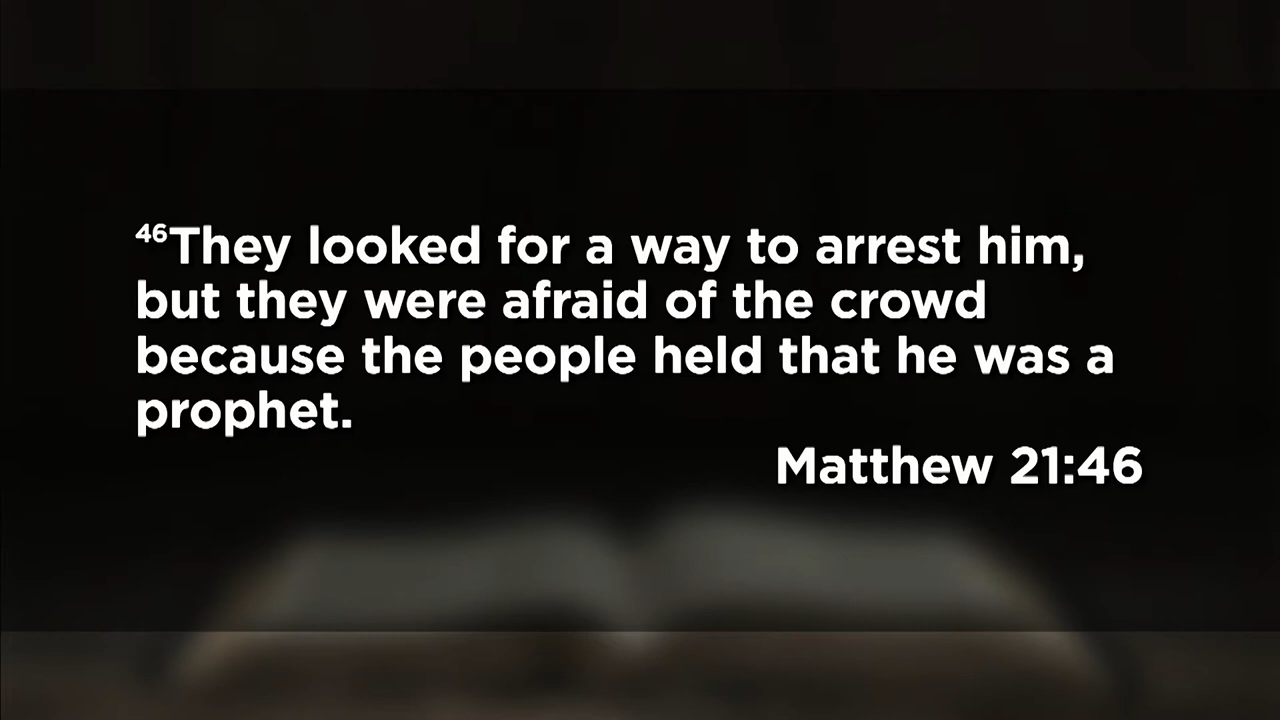 ⁴⁶They looked for a way to arrest him,
but they were afraid of the crowd
because the people held that he was a
prophet.
Matthew 21:46